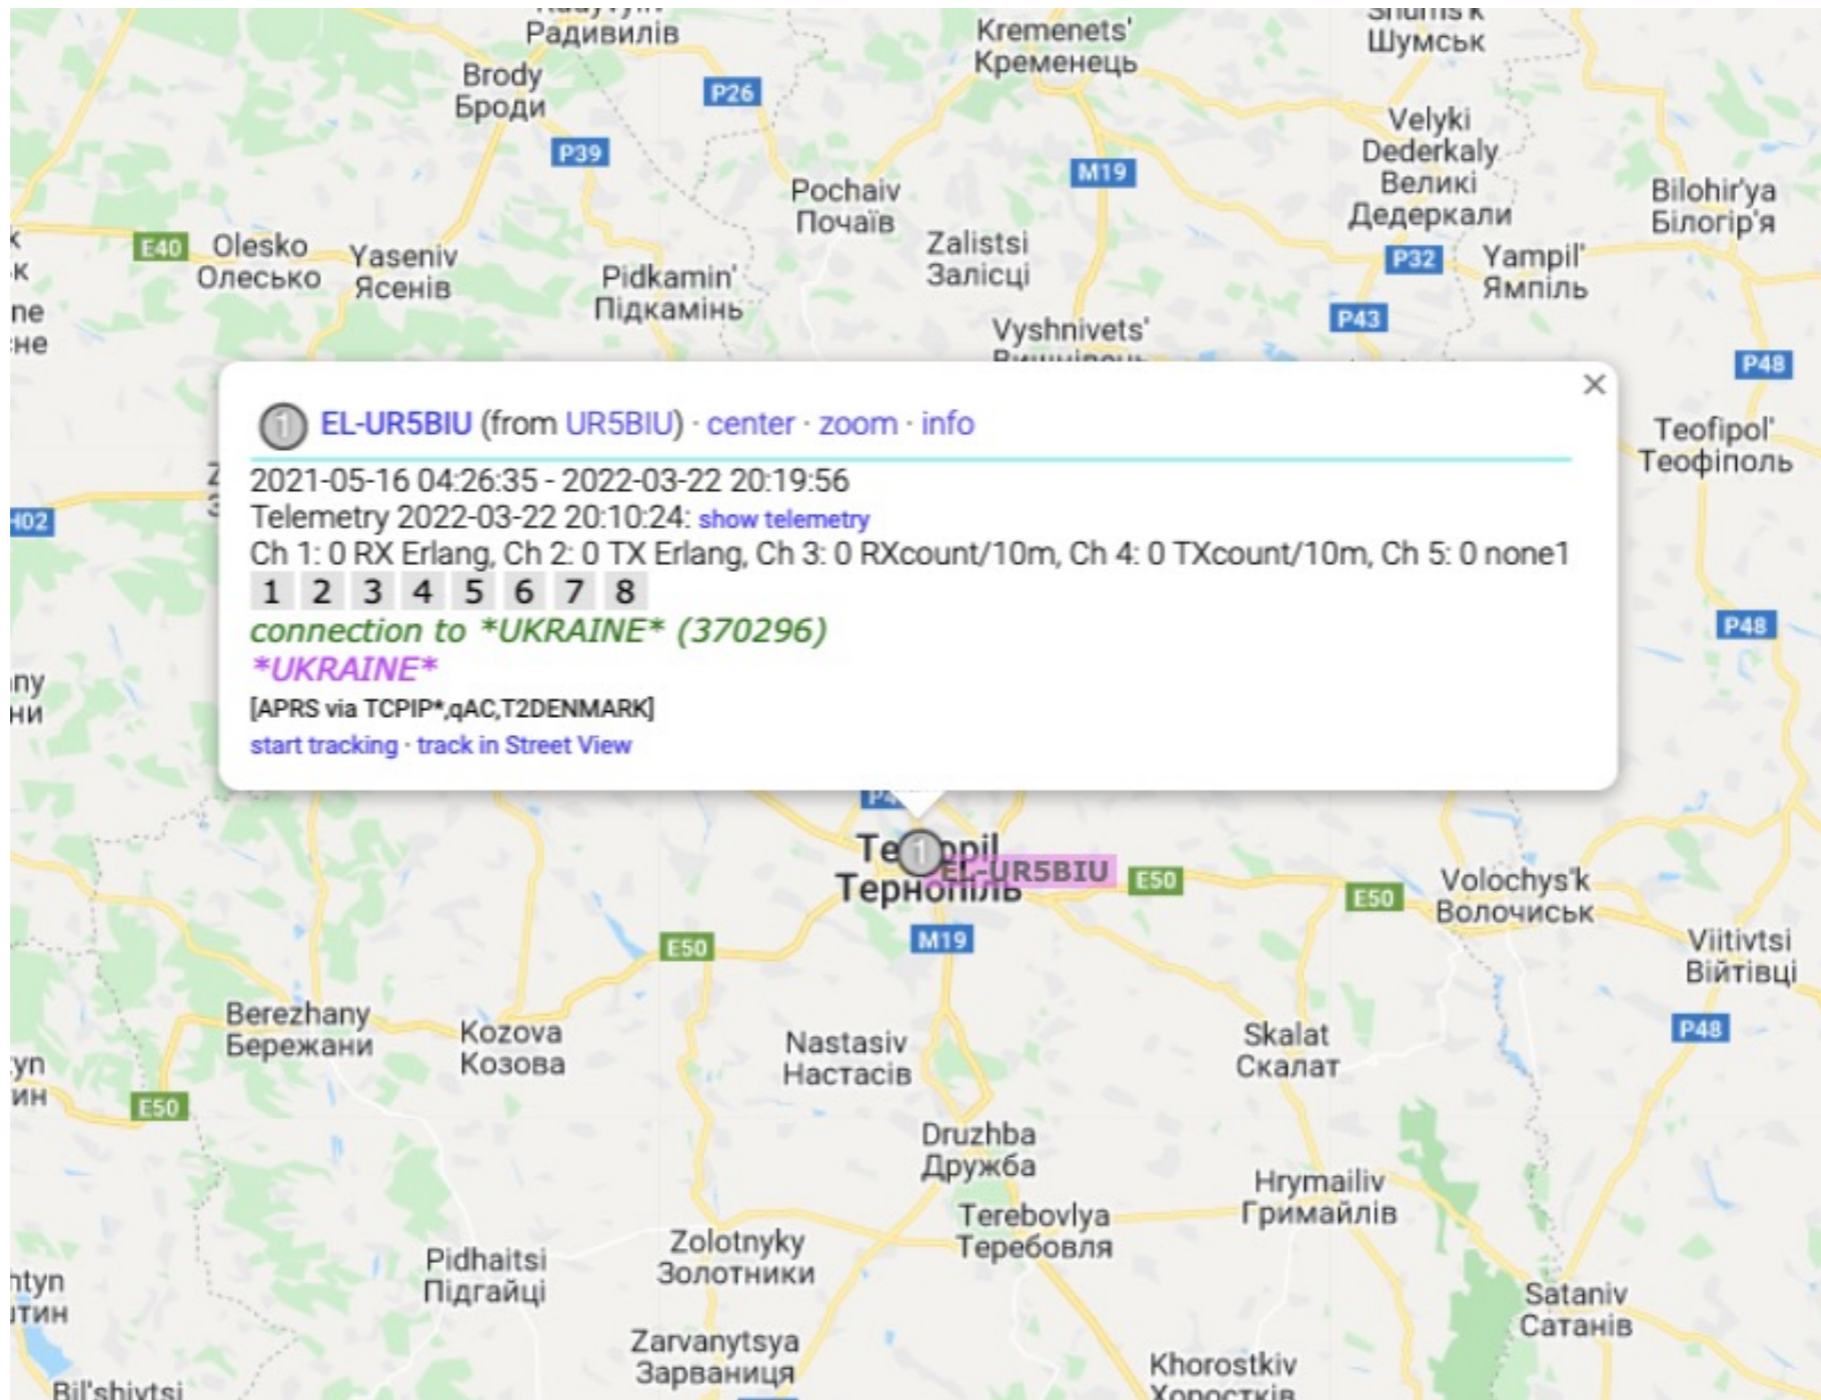 Радивилів
Kremenets'
Кременець
Шумськ
Brody
Броди
P26
P39
M19
Velyki
Dederkaly
Великі
Дедеркали
Pochaiv
Почаїв
Bilohir'ya
Білогір'я
E40
Olesko
Олесько
Yaseniv
Ясенів
Zalistsi
Залісці
P32
Yampil'
Ямпіль
Pidkamin'
Підкамінь
P43
Vyshnivets'
P48
Teofipol'
Теофіполь
H02
EL-UR5BIU (from UR5BIU) · center · zoom · info
2021-05-16 04:26:35 - 2022-03-22 20:19:56
Telemetry 2022-03-22 20:10:24: show telemetry
Ch 1: 0 RX Erlang, Ch 2: 0 TX Erlang, Ch 3: 0 RXcount/10m, Ch 4: 0 TXcount/10m, Ch 5: 0 none1
1 2 3 4 5 6 7 8
connection to *UKRAINE* (370296)
*UKRAINE*
[APRS via TCPIP*,qAC,T2DENMARK]
start tracking · track in Street View
P48
1
EL-UR5BIU
Тернопіль
E50
E50
Volochys'k
Волочиськ
M19
E50
Viitivtsi
Війтівці
Berezhany
Бережани
Kozova
Козова
Nastasiv
Настасів
Skalat
Скалат
P48
E50
Druzhba
Дружба
Hrymailiv
Гримайлів
Terebovlya
Теребовля
Zolotnyky
Золотники
Pidhaitsi
Підгайці
Sataniv
Сатанів
Zarvanytsya
Зарваниця
Khorostkiv
Bil'shivtsi